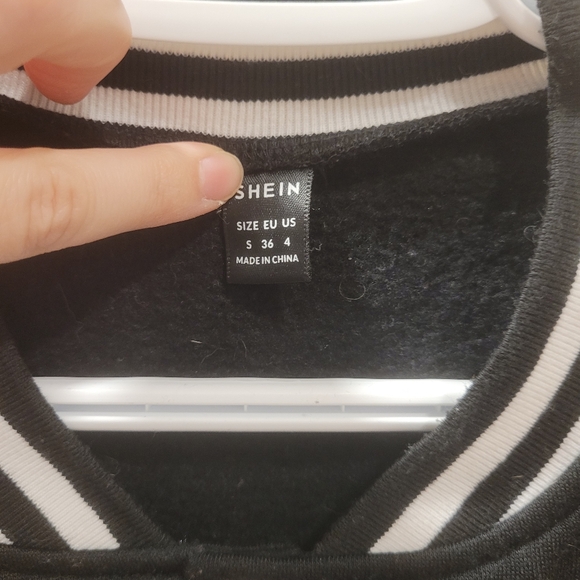 SHEIN
SIZE EU US
S 36 4
MADE IN CHINA